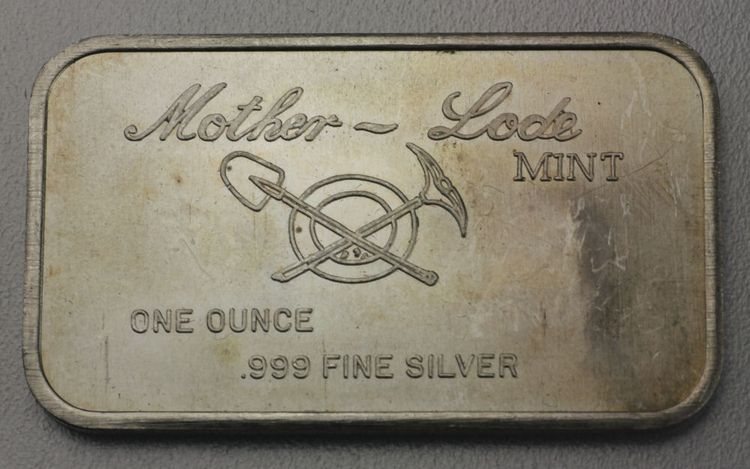 Mother ~ Lode
MINT
ONE OUNCE
.999 FINE SILVER